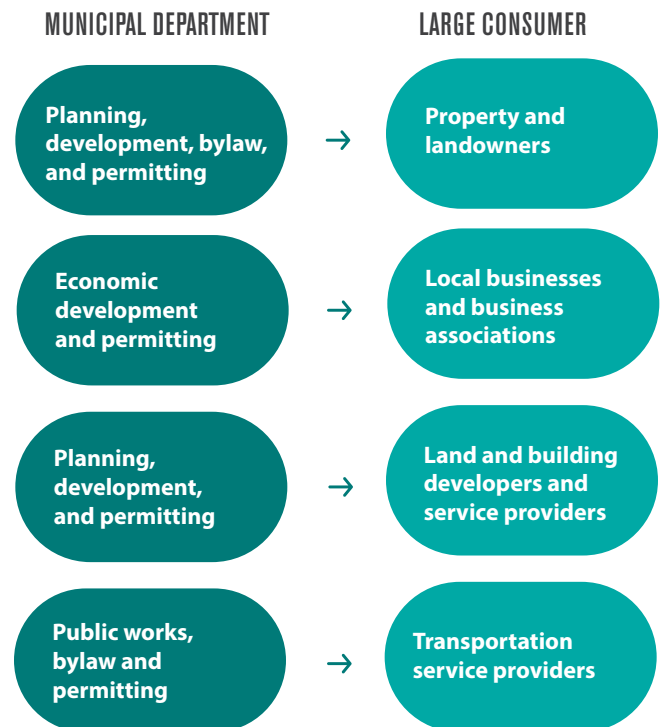 MUNICIPAL DEPARTMENT
LARGE CONSUMER
Planning,
development, bylaw,
and permitting
→
Property and
landowners
Economic
development
and permitting
→
Local businesses
and business
associations
Planning,
development,
and permitting
→
Land and building
developers and
service providers
Public works,
bylaw and
permitting
→
Transportation
service providers